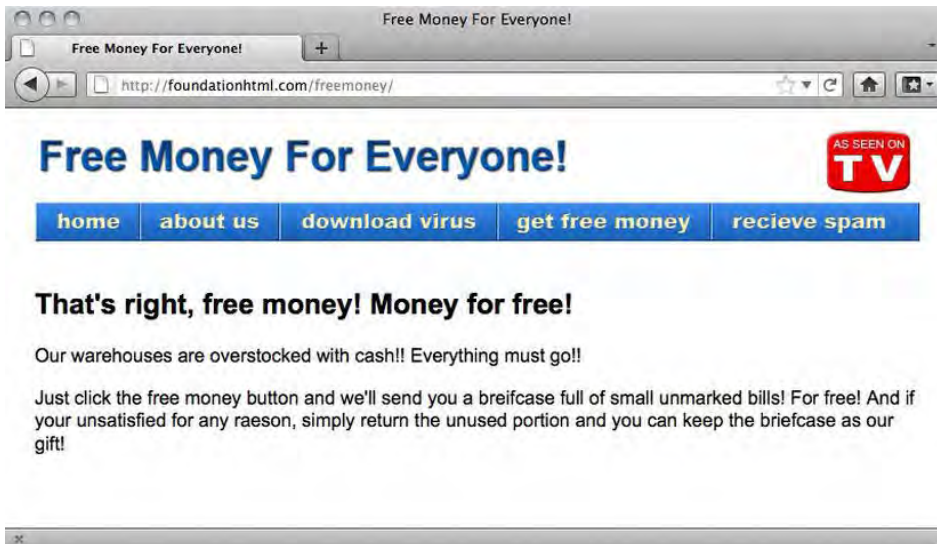 Free Money For Everyone!
Free Money For Everyone!
http://foundationhtml.com/freemoney/
Free Money For Everyone!
AS SEEN ON
TV
home about us download virus get free money recieve spam
That's right, free money! Money for free!
Our warehouses are overstocked with cash!! Everything must go!!
Just click the free money button and we'll send you a breifcase full of small unmarked bills! For free! And if
your unsatisfied for any raeson, simply return the unused portion and you can keep the briefcase as our
gift!